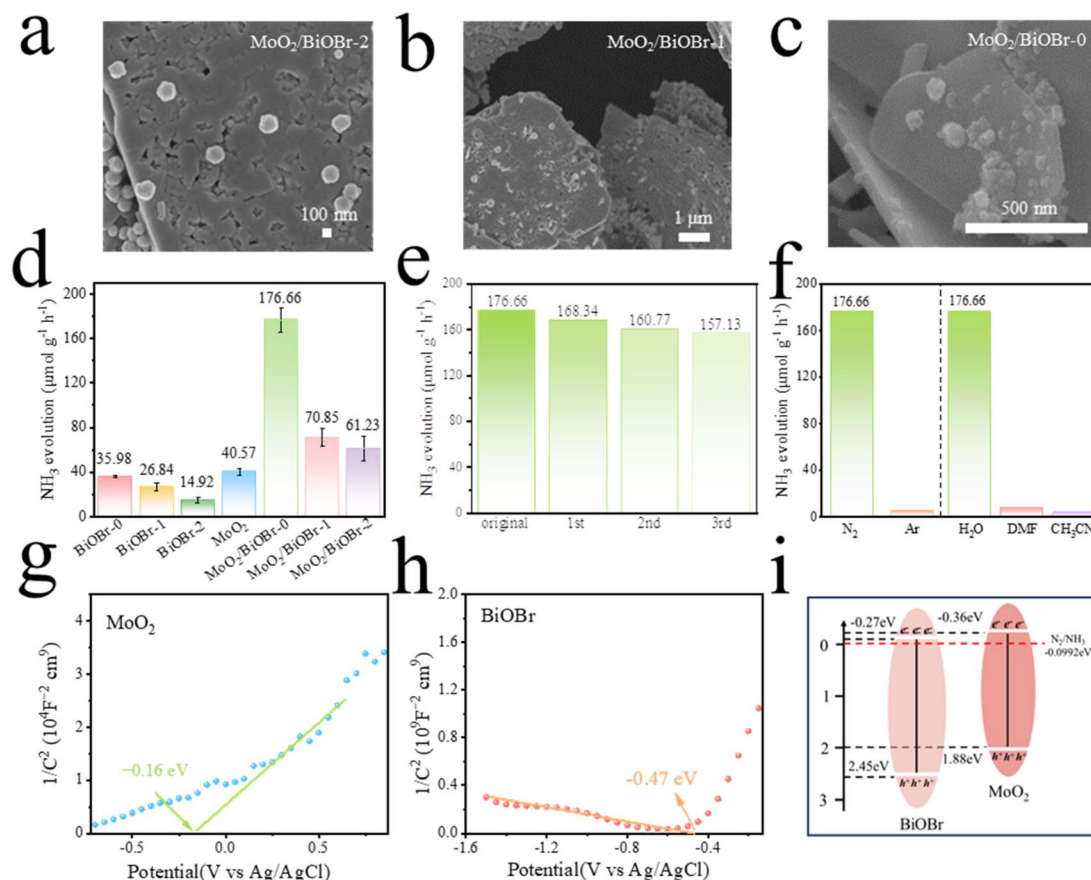 a
MoO2/BiOBr-2
100 nm
b
MoO2/BiOBr-1
1 μm
c
MoO2/BiOBr-0
500 nm
d
NH3 evolution (μmol g-1 h-1)
200
160
120
80
40
0
35.98
26.84
14.92
40.57
176.66
70.85
61.23
BiOBr-0
BiOBr-1
BiOBr-2
MoO2
MoO2/BiOBr-0
MoO2/BiOBr-1
MoO2/BiOBr-2
e
NH3 evolution (μmol g-1 h-1)
200
160
120
80
40
0
176.66
168.34
160.77
157.13
original
1st
2nd
3rd
f
NH3 evolution (μmol g-1 h-1)
200
160
120
80
40
0
176.66
176.66
N2
Ar
H2O
DMF
CH3CN
g
MoO2
1/C2 (104F-2 cm9)
4
3
2
1
0
-0.16 eV
-0.5
0.0
0.5
Potential(V vs Ag/AgCl)
h
BiOBr
1/C2 (109F-2 cm9)
2.0
1.6
1.2
0.8
0.4
0.0
-0.47 eV
-1.6
-1.2
-0.8
-0.4
Potential(V vs Ag/AgCl)
i
-0.27eV
e- e- e-
-0.36eV
e- e- e-
N2/NH3
-0.0992eV
0
1
2
3
2.45eV
h+ h+ h+
1.88eV
h+ h+ h+
MoO2
BiOBr